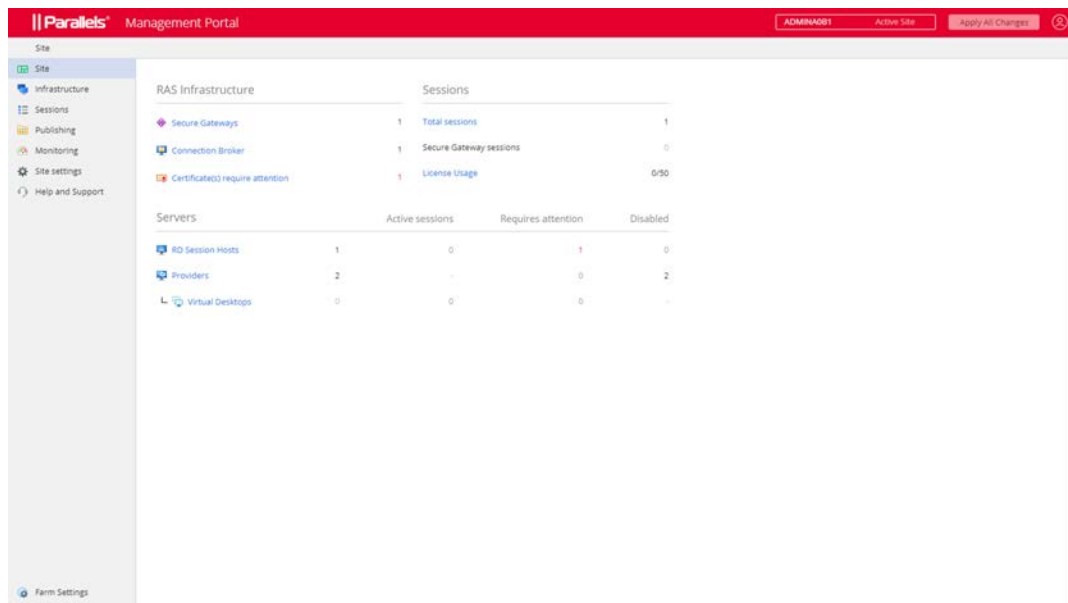 Parallels® Management Portal ADMINA081 Active Site Apply All Changes
Site
Site
Infrastructure
Sessions
Publishing
Monitoring
Site settings
Help and Support
Farm Settings
RAS Infrastructure
Secure Gateways 1
Connection Broker 1
Certificate(s) require attention 1
Sessions
Total sessions 1
Secure Gateway sessions 0
License Usage 0/50
Servers Active sessions Requires attention Disabled
RD Session Hosts 1 0 1 0
Providers 2 - 0 2
Virtual Desktops 0 0 0 -